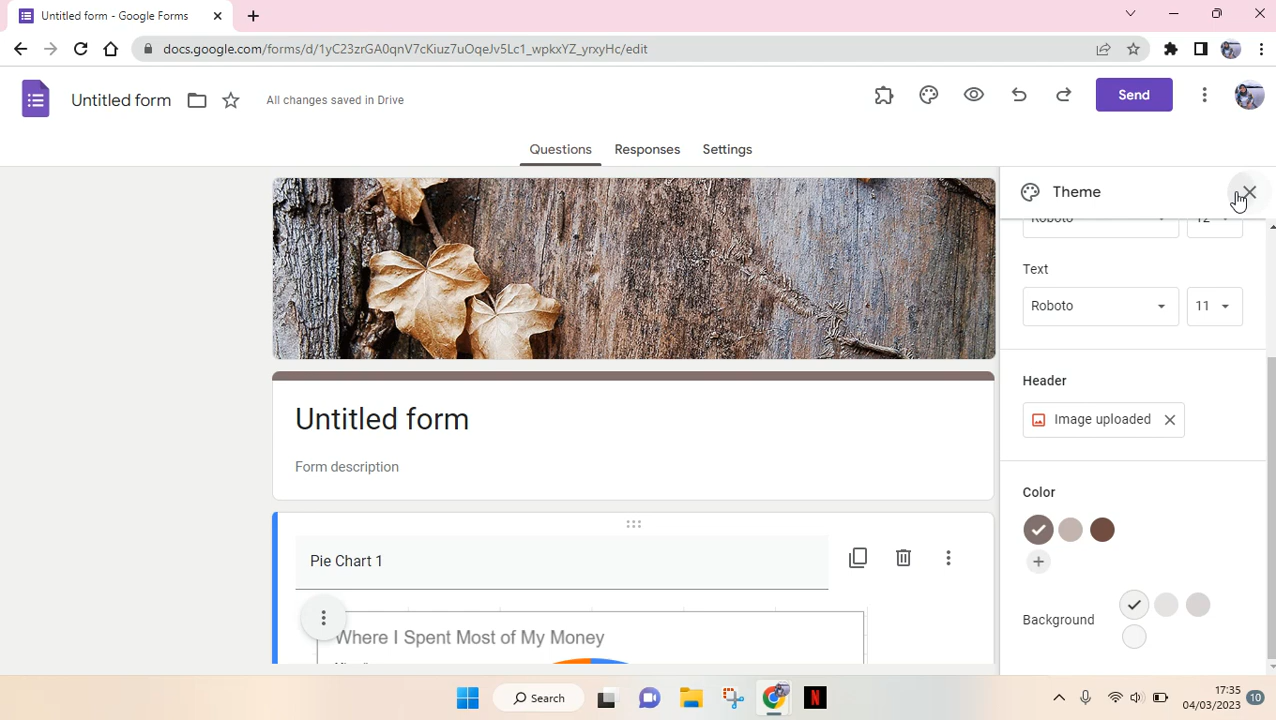 Untitled form - Google Forms
docs.google.com/forms/d/1yC23zrGA0qnV7cKiuz7uOqeJv5Lc1_wpkxYZ_yrxyHc/edit
Untitled form
All changes saved in Drive
Send
Questions
Responses
Settings
Theme
Roboto
12
Text
Roboto
11
Header
Image uploaded
Untitled form
Form description
Color
Pie Chart 1
Background
Where I Spent Most of My Money
Search
17:35
04/03/2023
10